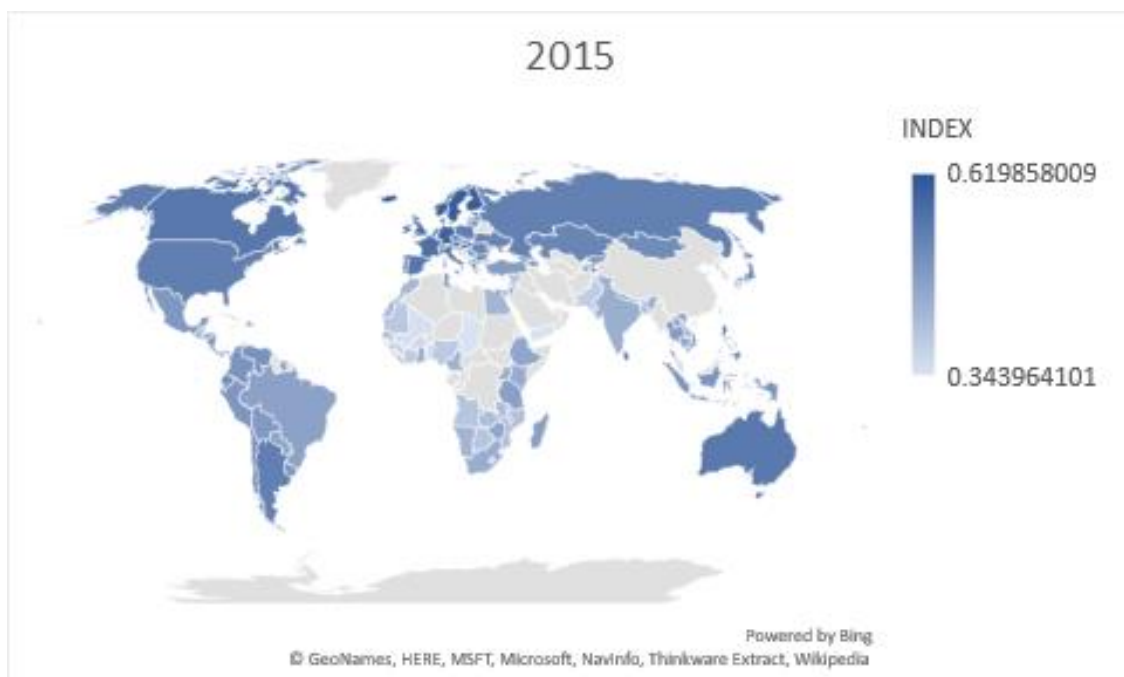 2015
INDEX
0.619858009
0.343964101
Powered by Bing
© GeoNames, HERE, MSFT, Microsoft, NavInfo, Thinkware Extract, Wikipedia